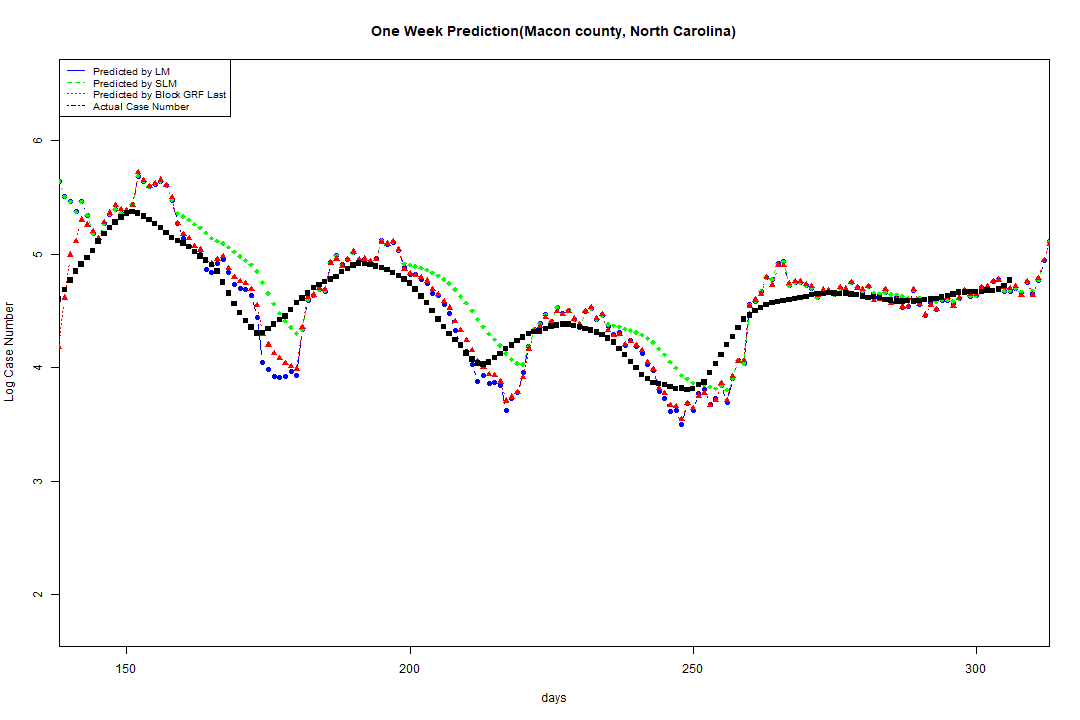 One Week Prediction(Macon county, North Carolina)
Predicted by LM
Predicted by SLM
Predicted by Block GRF Last
Actual Case Number
6
5
4
3
2
Log Case Number
150
200
250
300
days